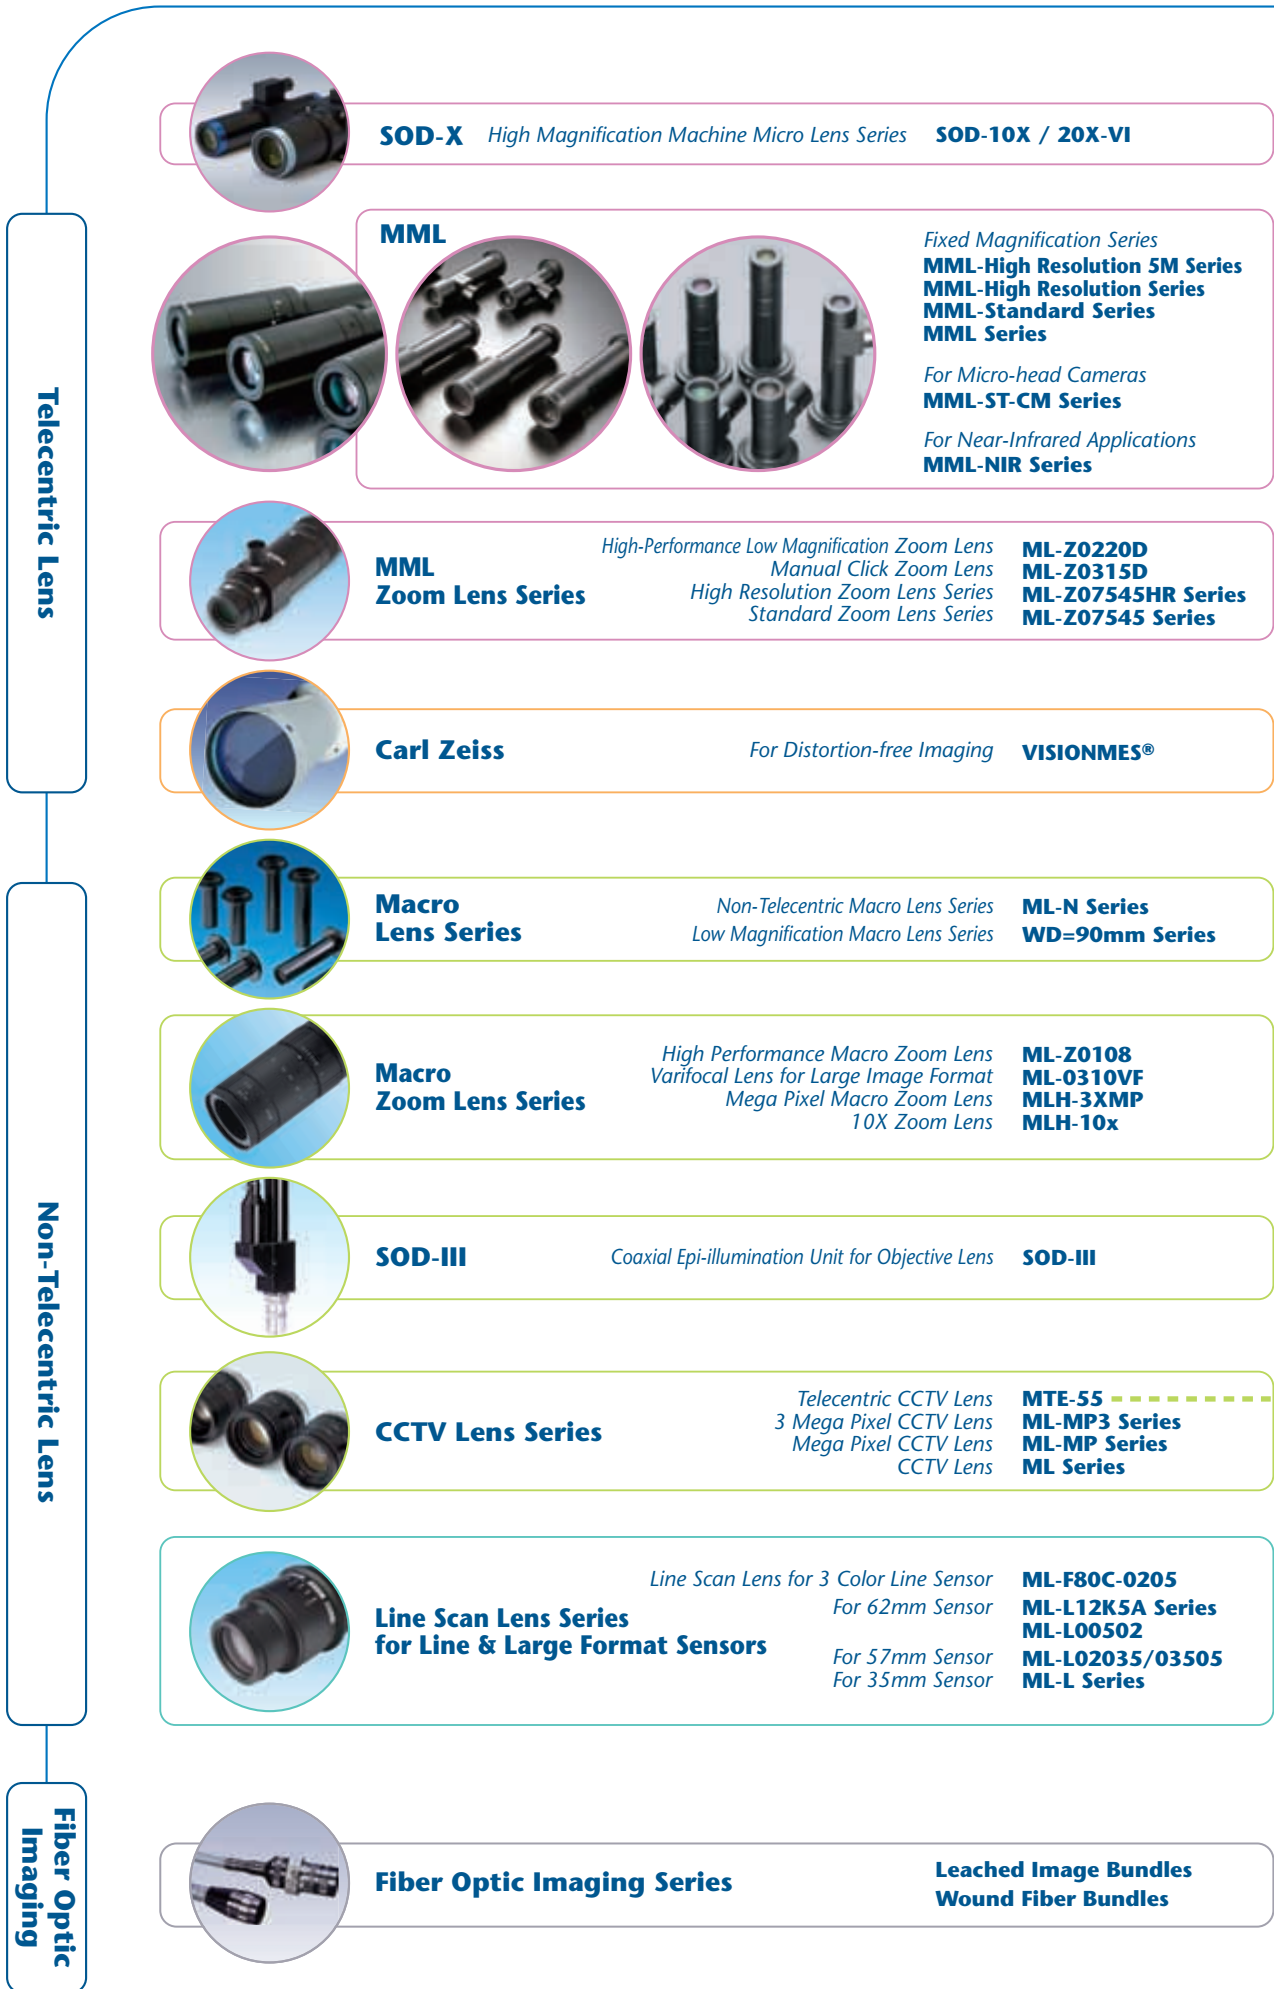 Telecentric Lens
SOD-X High Magnification Machine Micro Lens Series SOD-10X / 20X-VI
MML
Fixed Magnification Series
MML-High Resolution 5M Series
MML-High Resolution Series
MML-Standard Series
MML Series
For Micro-head Cameras
MML-ST-CM Series
For Near-Infrared Applications
MML-NIR Series
MML
Zoom Lens Series
High-Performance Low Magnification Zoom Lens ML-Z0220D
Manual Click Zoom Lens ML-Z0315D
High Resolution Zoom Lens Series ML-Z07545HR Series
Standard Zoom Lens Series ML-Z07545 Series
Carl Zeiss For Distortion-free Imaging VISIONMES®
Non-Telecentric Lens
Macro
Lens Series
Non-Telecentric Macro Lens Series ML-N Series
Low Magnification Macro Lens Series WD=90mm Series
Macro
Zoom Lens Series
High Performance Macro Zoom Lens ML-Z0108
Varifocal Lens for Large Image Format ML-0310VF
Mega Pixel Macro Zoom Lens MLH-3XMP
10X Zoom Lens MLH-10x
SOD-III Coaxial Epi-illumination Unit for Objective Lens SOD-III
CCTV Lens Series
Telecentric CCTV Lens MTE-55
3 Mega Pixel CCTV Lens ML-MP3 Series
Mega Pixel CCTV Lens ML-MP Series
CCTV Lens ML Series
Line Scan Lens Series
for Line & Large Format Sensors
Line Scan Lens for 3 Color Line Sensor ML-F80C-0205
For 62mm Sensor ML-L12K5A Series
ML-L00502
For 57mm Sensor ML-L02035/03505
For 35mm Sensor ML-L Series
Fiber Optic
Imaging
Fiber Optic Imaging Series
Leached Image Bundles
Wound Fiber Bundles